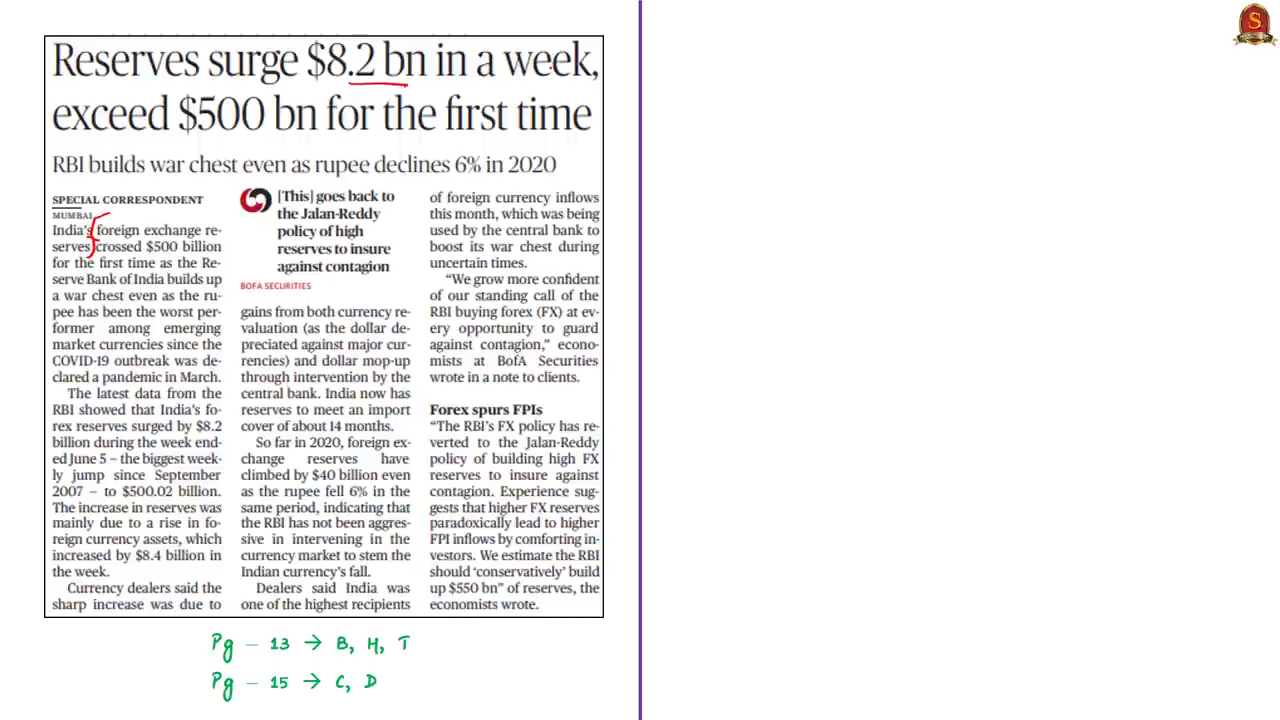 Reserves surge $8.2 bn in a week,
exceed $500 bn for the first time
RBI builds war chest even as rupee declines 6% in 2020
SPECIAL CORRESPONDENT
MUMBAI
India's foreign exchange re-
serves crossed $500 billion
for the first time as the Re-
serve Bank of India builds up
a war chest even as the ru-
pee has been the worst per-
former among emerging
market currencies since the
COVID-19 outbreak was de-
clared a pandemic in March.
The latest data from the
RBI showed that India's fo-
rex reserves surged by $8.2
billion during the week end-
ed June 5 – the biggest week-
ly jump since September
2007 – to $500.02 billion.
The increase in reserves was
mainly due to a rise in fo-
reign currency assets, which
increased by $8.4 billion in
the week.
Currency dealers said the
sharp increase was due to
[This] goes back to
the Jalan-Reddy
policy of high
reserves to insure
against contagion
BOFA SECURITIES
gains from both currency re-
valuation (as the dollar de-
preciated against major cur-
rencies) and dollar mop-up
through intervention by the
central bank. India now has
reserves to meet an import
cover of about 14 months.
So far in 2020, foreign ex-
change reserves have
climbed by $40 billion even
as the rupee fell 6% in the
same period, indicating that
the RBI has not been aggres-
sive in intervening in the
currency market to stem the
Indian currency's fall.
Dealers said India was
one of the highest recipients
of foreign currency inflows
this month, which was being
used by the central bank to
boost its war chest during
uncertain times.
"We grow more confident
of our standing call of the
RBI buying forex (FX) at ev-
ery opportunity to guard
against contagion," econo-
mists at BofA Securities
wrote in a note to clients.
Forex spurs FPIs
"The RBI's FX policy has re-
verted to the Jalan-Reddy
policy of building high FX
reserves to insure against
contagion. Experience sug-
gests that higher FX reserves
paradoxically lead to higher
FPI inflows by comforting in-
vestors. We estimate the RBI
should 'conservatively' build
up $550 bn" of reserves, the
economists wrote.
Pg – 13 → B, H, T
Pg – 15 → C, D
S